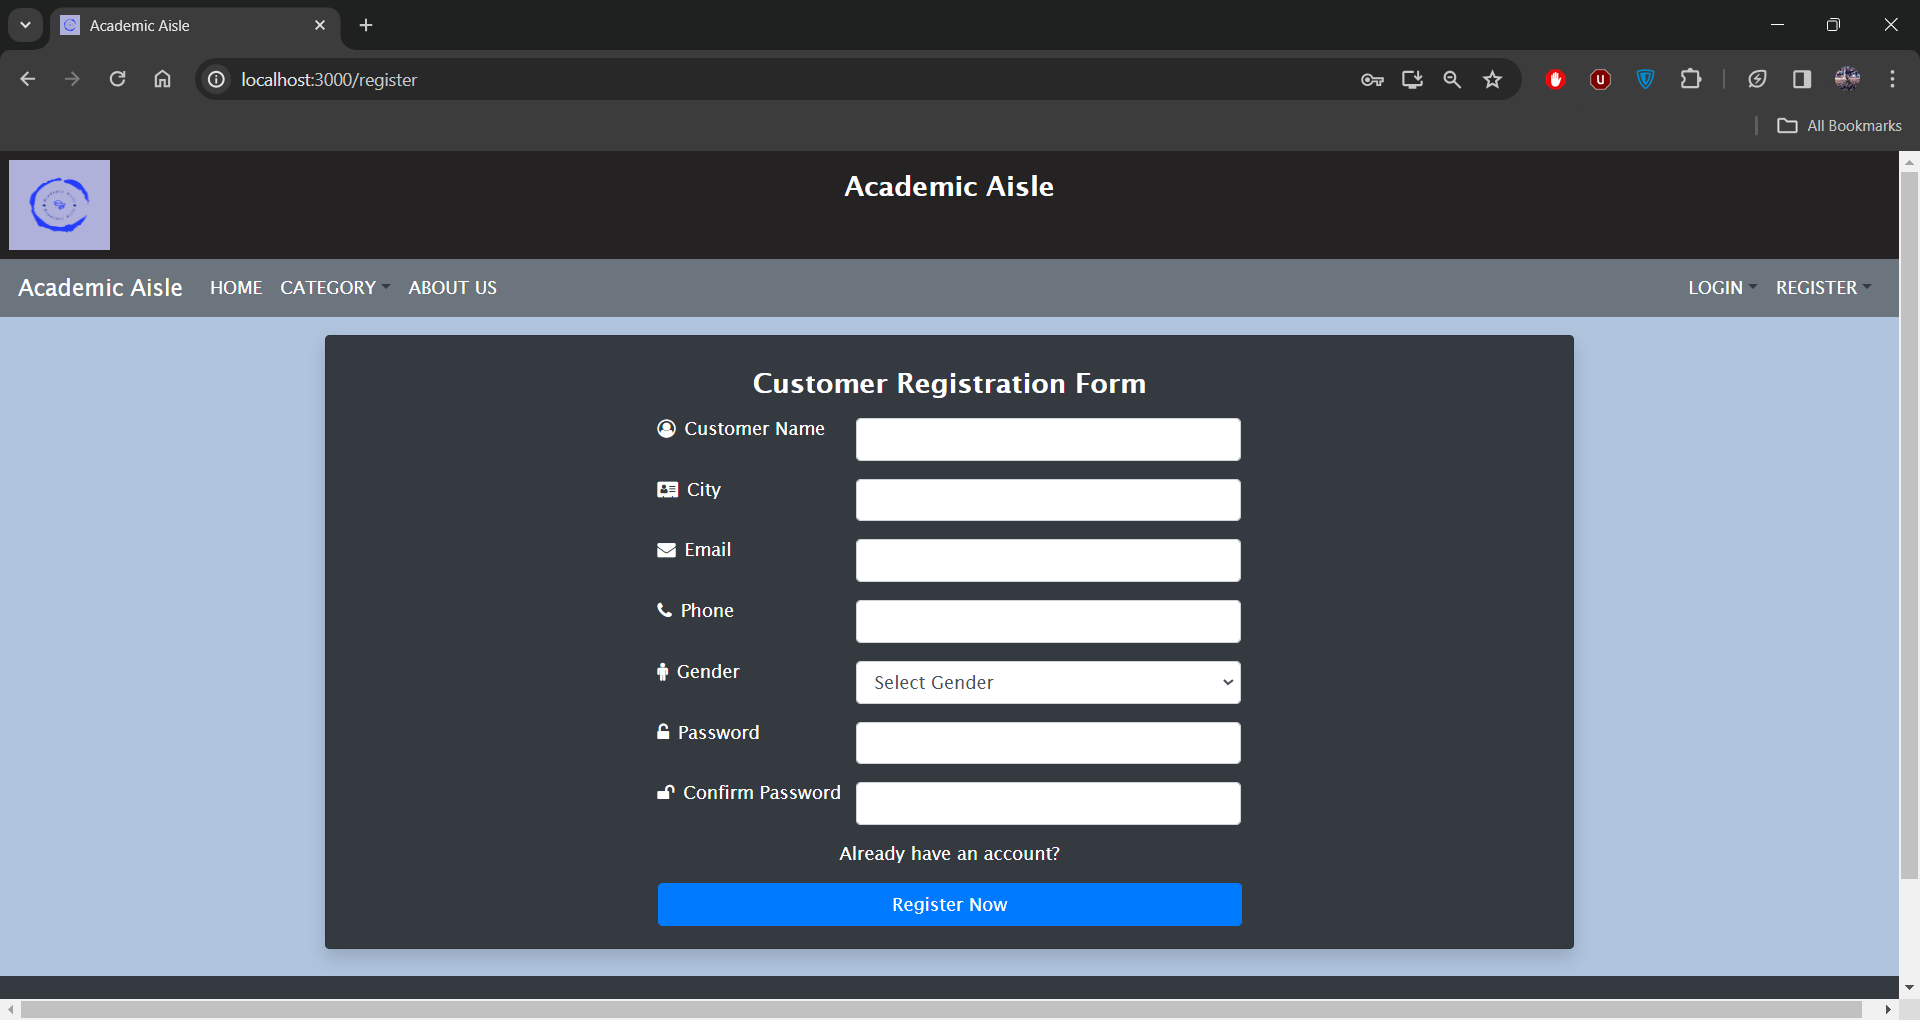 Academic Aisle
localhost:3000/register
All Bookmarks
Academic Aisle
Academic Aisle HOME CATEGORY ABOUT US LOGIN REGISTER
Customer Registration Form
Customer Name
City
Email
Phone
Gender Select Gender
Password
Confirm Password
Already have an account?
Register Now